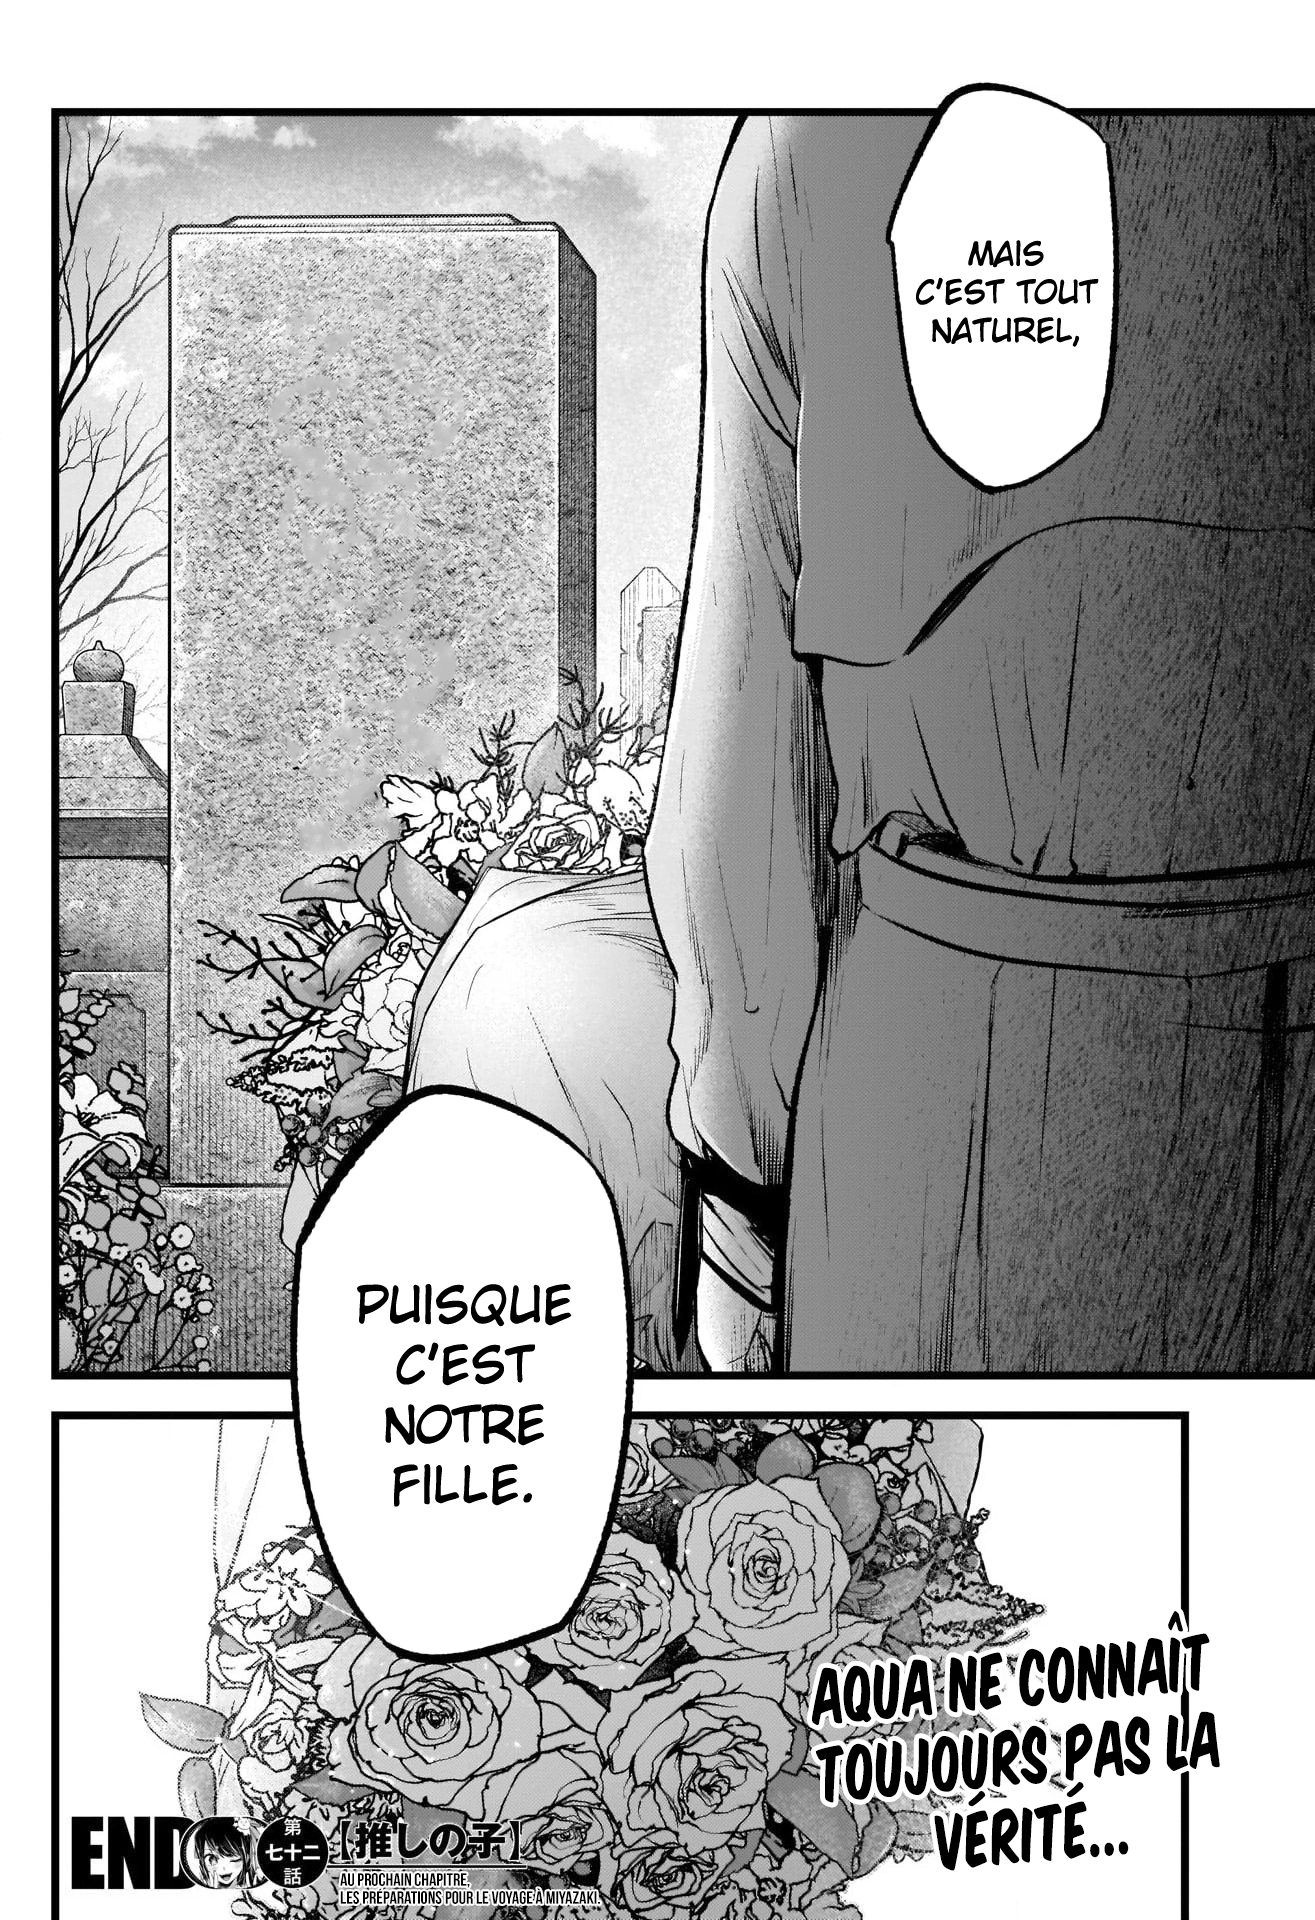 MAIS
C'EST TOUT
NATUREL,
PUISQUE
C'EST
NOTRE
FILLE.
AQUA NE CONNAÎT
TOUJOURS PAS LA
VÉRITÉ...
END
第
七十二
話
【推しの子】
AU PROCHAIN CHAPITRE,
LES PRÉPARATIONS POUR LE VOYAGE À MIYAZAKI.